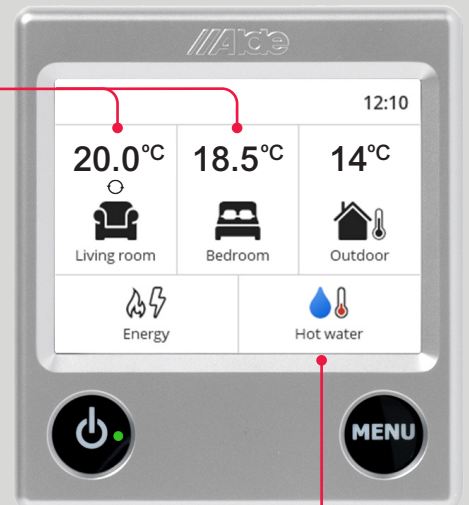 Alde
12:10
20.0°C 18.5°C 14°C
Living room Bedroom Outdoor
Energy Hot water
MENU